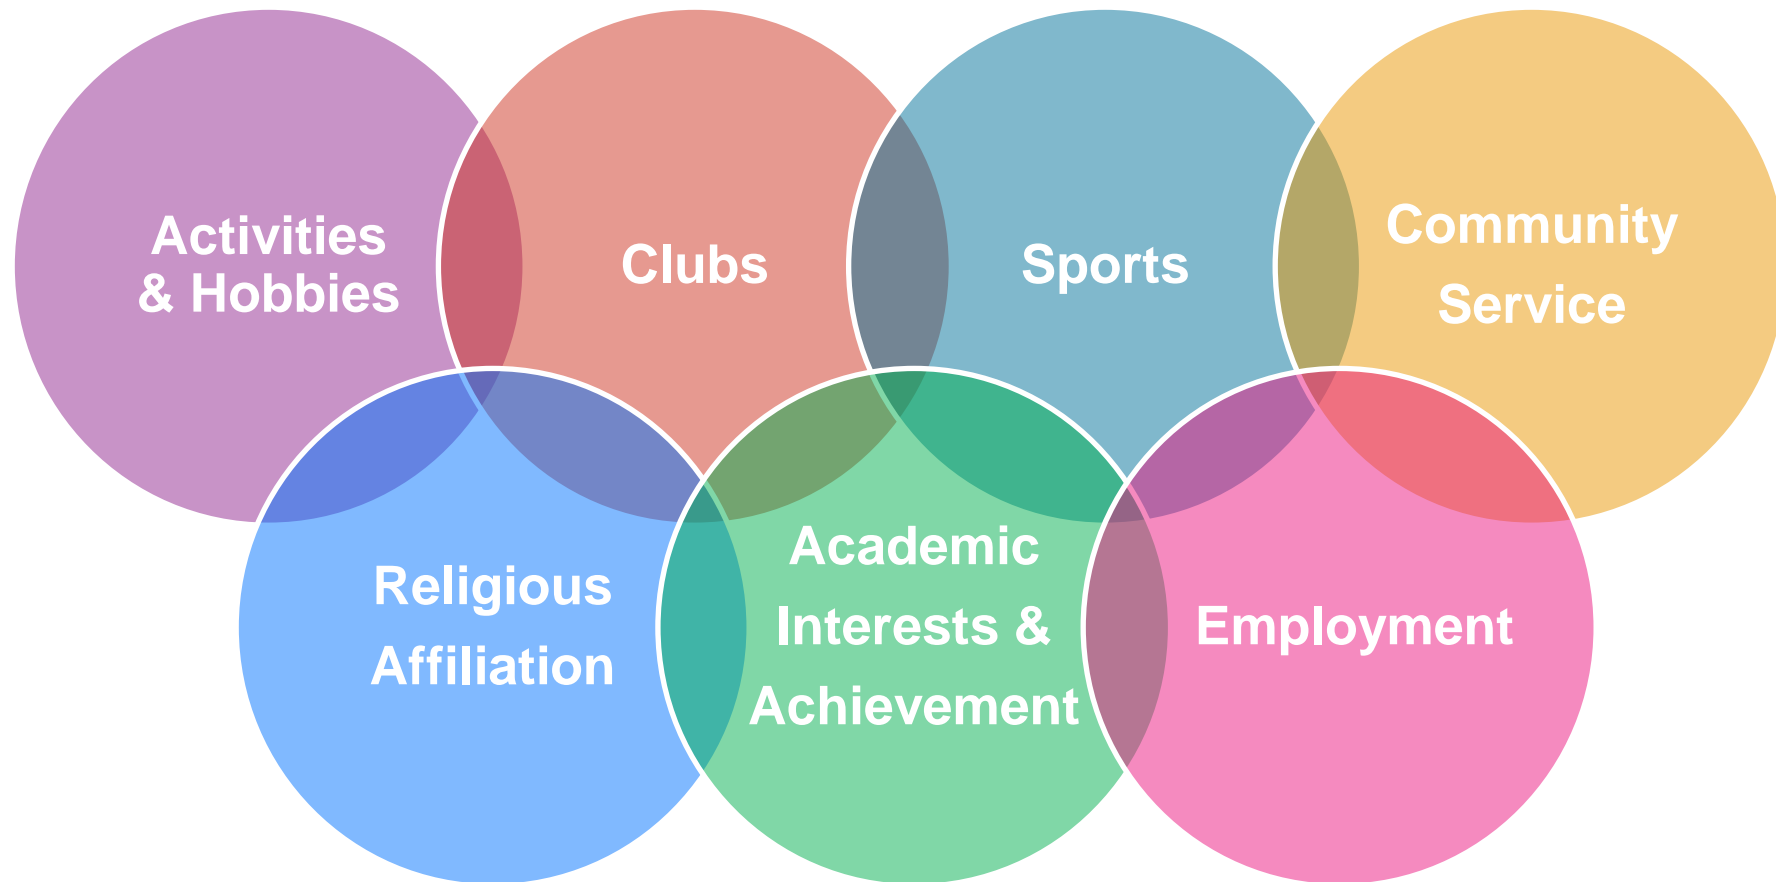 Activities
& Hobbies
Clubs
Sports
Community
Service
Religious
Affiliation
Academic
Interests &
Achievement
Employment